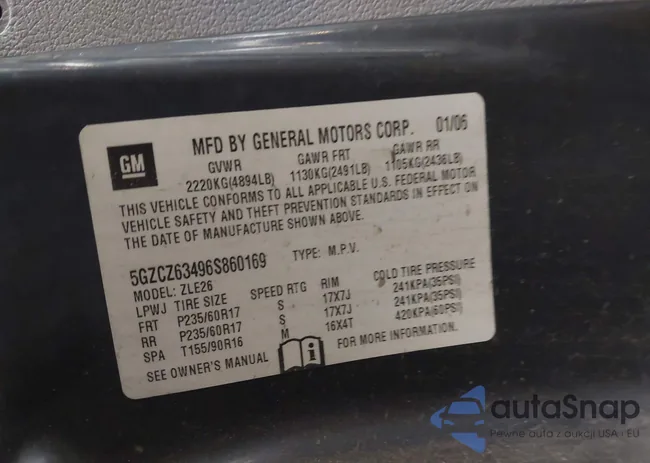 GM
MFD BY GENERAL MOTORS CORP. 01/06
GVWR GAWR FRT GAWR RR
2220KG(4894LB) 1130KG(2491LB) 1105KG(2436LB)
THIS VEHICLE CONFORMS TO ALL APPLICABLE U.S. FEDERAL MOTOR
VEHICLE SAFETY AND THEFT PREVENTION STANDARDS IN EFFECT ON
THE DATE OF MANUFACTURE SHOWN ABOVE.
5GZCZ63496S860169 TYPE: M.P.V.
MODEL: ZLE26
LPWJ TIRE SIZE SPEED RTG RIM COLD TIRE PRESSURE
FRT P235/60R17 S 17X7J 241KPA(35PSI)
RR P235/60R17 S 17X7J 241KPA(35PSI)
SPA T155/90R16 M 16X4T 420KPA(60PSI)
SEE OWNER'S MANUAL i FOR MORE INFORMATION.
autaSnap
Pewne auta z aukcji USA i EU